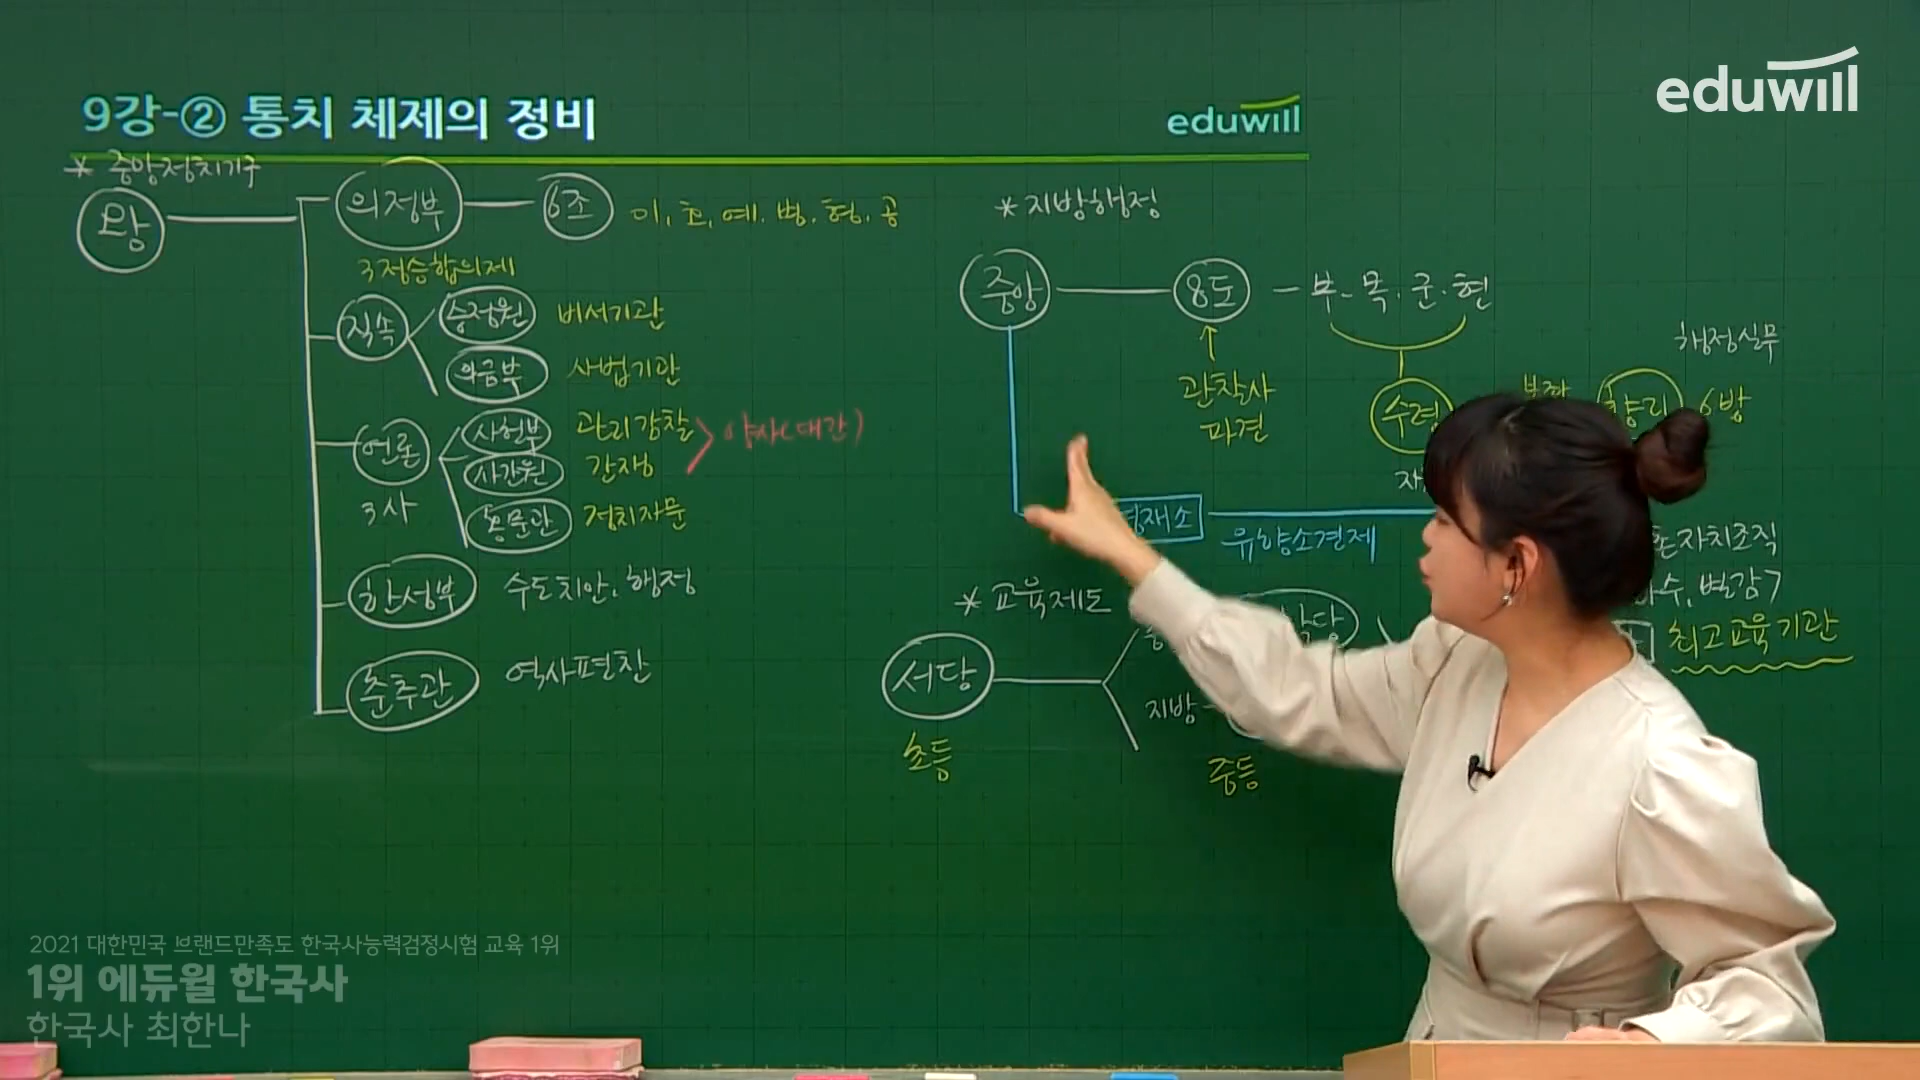 eduwill
9강-② 통치 체제의 정비
eduwill
* 중앙정치기구
왕
의정부
6조
이, 호, 예. 병. 형. 공
3정승합의제
직속
승정원
비서기관
의금부
사법기관
언론
3사
사헌부
관리감찰
사간원
간쟁
양사(대간)
홍문관
정치자문
한성부
수도치안, 행정
춘추관
역사편찬
* 지방행정
중앙
8도
부 - 목. 군. 현
관찰사
파견
수령
향리
6방
행정실무
경재소
유향소견제
자치조직
별감
* 교육제도
서당
초등
지방
중등
최고교육기관
2021 대한민국 브랜드만족도 한국사능력검정시험 교육 1위
1위 에듀윌 한국사
한국사 최한나